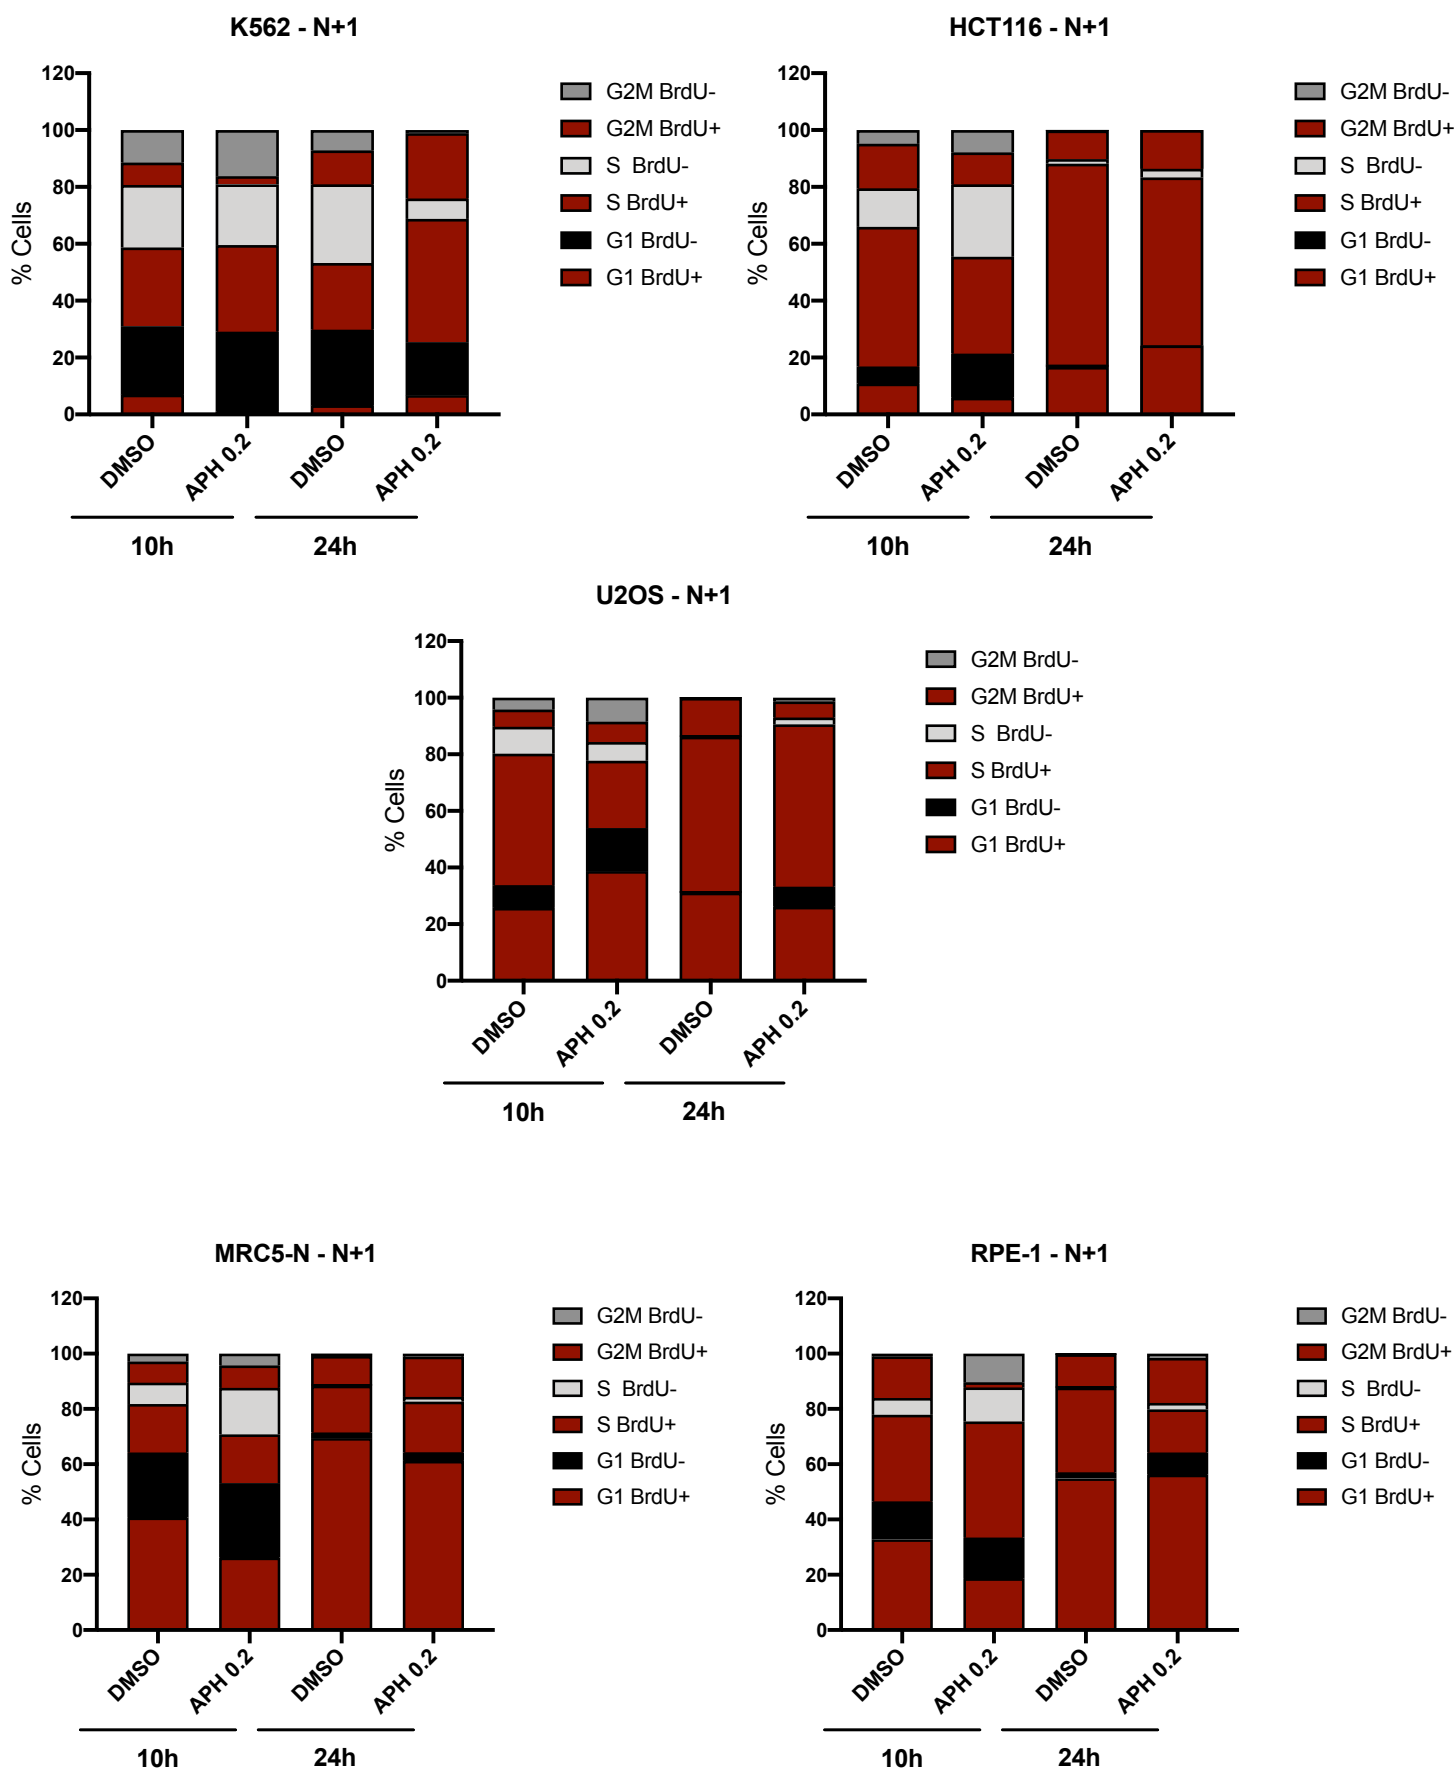 K562 - N+1
120
100
80
60
40
20
0
% Cells
DMSO
APH 0.2
DMSO
APH 0.2
10h
24h
G2M BrdU-
G2M BrdU+
S  BrdU-
S BrdU+
G1 BrdU-
G1 BrdU+
HCT116 - N+1
120
100
80
60
40
20
0
% Cells
DMSO
APH 0.2
DMSO
APH 0.2
10h
24h
G2M BrdU-
G2M BrdU+
S  BrdU-
S BrdU+
G1 BrdU-
G1 BrdU+
U2OS - N+1
120
100
80
60
40
20
0
% Cells
DMSO
APH 0.2
DMSO
APH 0.2
10h
24h
G2M BrdU-
G2M BrdU+
S  BrdU-
S BrdU+
G1 BrdU-
G1 BrdU+
MRC5-N - N+1
120
100
80
60
40
20
0
% Cells
DMSO
APH 0.2
DMSO
APH 0.2
10h
24h
G2M BrdU-
G2M BrdU+
S  BrdU-
S BrdU+
G1 BrdU-
G1 BrdU+
RPE-1 - N+1
120
100
80
60
40
20
0
% Cells
DMSO
APH 0.2
DMSO
APH 0.2
10h
24h
G2M BrdU-
G2M BrdU+
S  BrdU-
S BrdU+
G1 BrdU-
G1 BrdU+